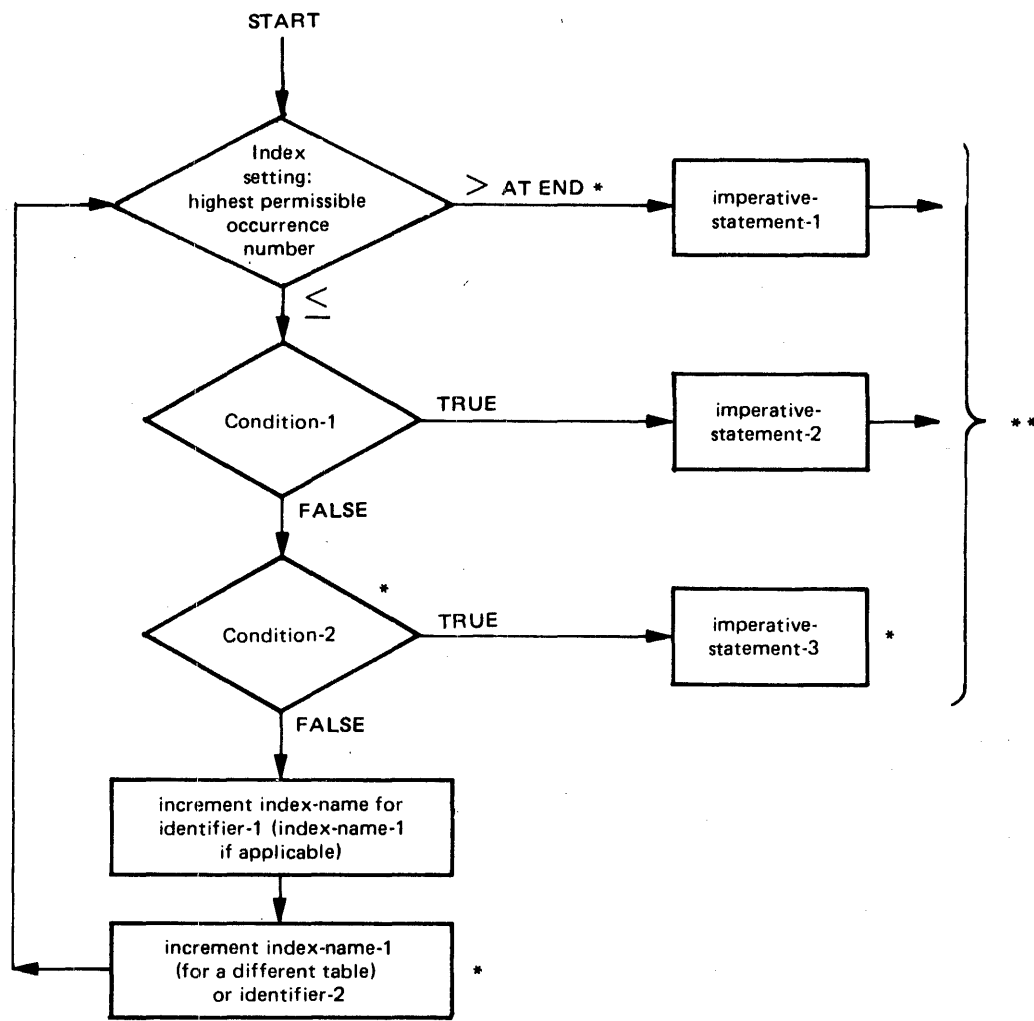 START
Index
setting:
highest permissible
occurrence
number
> AT END *
imperative-
statement-1
≤
Condition-1
TRUE
imperative-
statement-2
**
FALSE
*
Condition-2
TRUE
imperative-
statement-3
*
FALSE
increment index-name for
identifier-1 (index-name-1
if applicable)
increment index-name-1
(for a different table)
or identifier-2
*